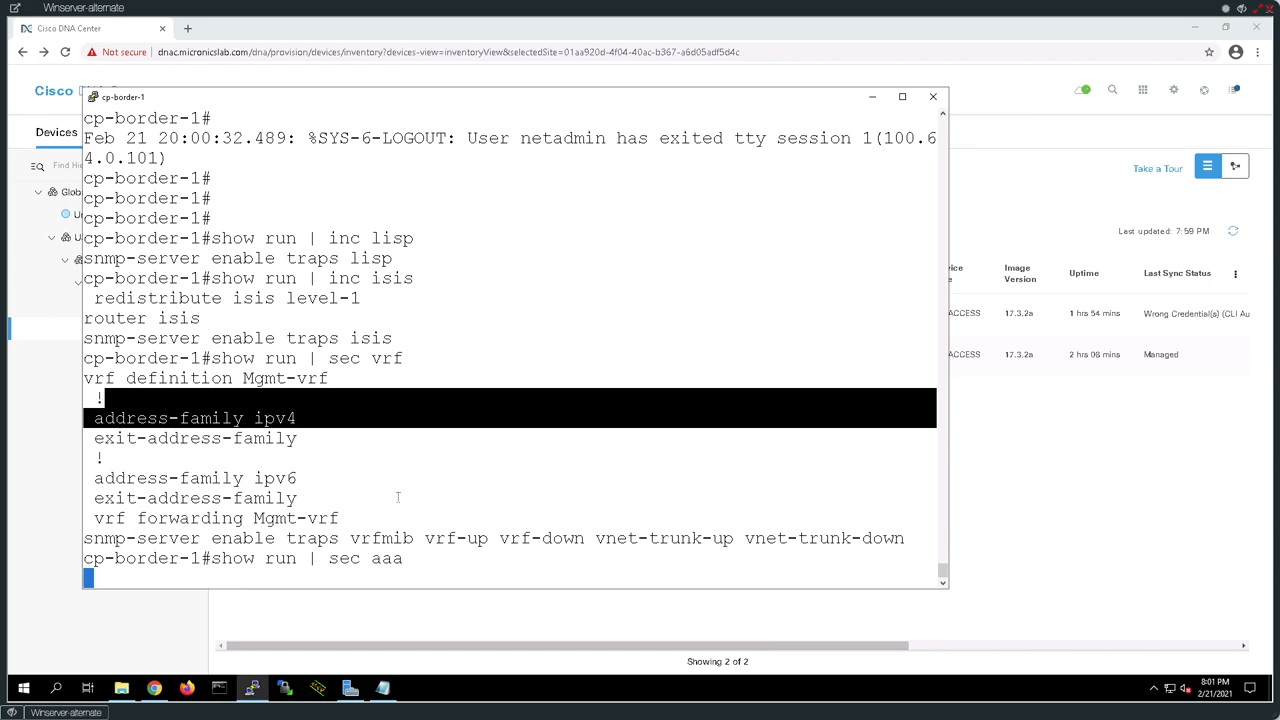 Winserver-alternate
Cisco DNA Center
Not secure
dnac.micronicslab.com/dna/provision/devices/inventory?devices-view=inventoryView&selectedSite=01aa920d-4f04-40ac-b367-a6d05adf5d4c
Cisco
Devices
Find Hi
Glob
U
Take a Tour
Last updated: 7:59 PM
Image Version
Uptime
Last Sync Status
ACCESS
17.3.2a
1 hrs 54 mins
Wrong Credential(s) (CLI Au
ACCESS
17.3.2a
2 hrs 08 mins
Managed
cp-border-1
cp-border-1#
Feb 21 20:00:32.489: %SYS-6-LOGOUT: User netadmin has exited tty session 1(100.6
4.0.101)
cp-border-1#
cp-border-1#
cp-border-1#
cp-border-1#show run | inc lisp
snmp-server enable traps lisp
cp-border-1#show run | inc isis
 redistribute isis level-1
router isis
snmp-server enable traps isis
cp-border-1#show run | sec vrf
vrf definition Mgmt-vrf
 !
 address-family ipv4
 exit-address-family
 !
 address-family ipv6
 exit-address-family
 vrf forwarding Mgmt-vrf
snmp-server enable traps vrfmib vrf-up vrf-down vnet-trunk-up vnet-trunk-down
cp-border-1#show run | sec aaa
Showing 2 of 2
8:01 PM
2/21/2021
Winserver-alternate